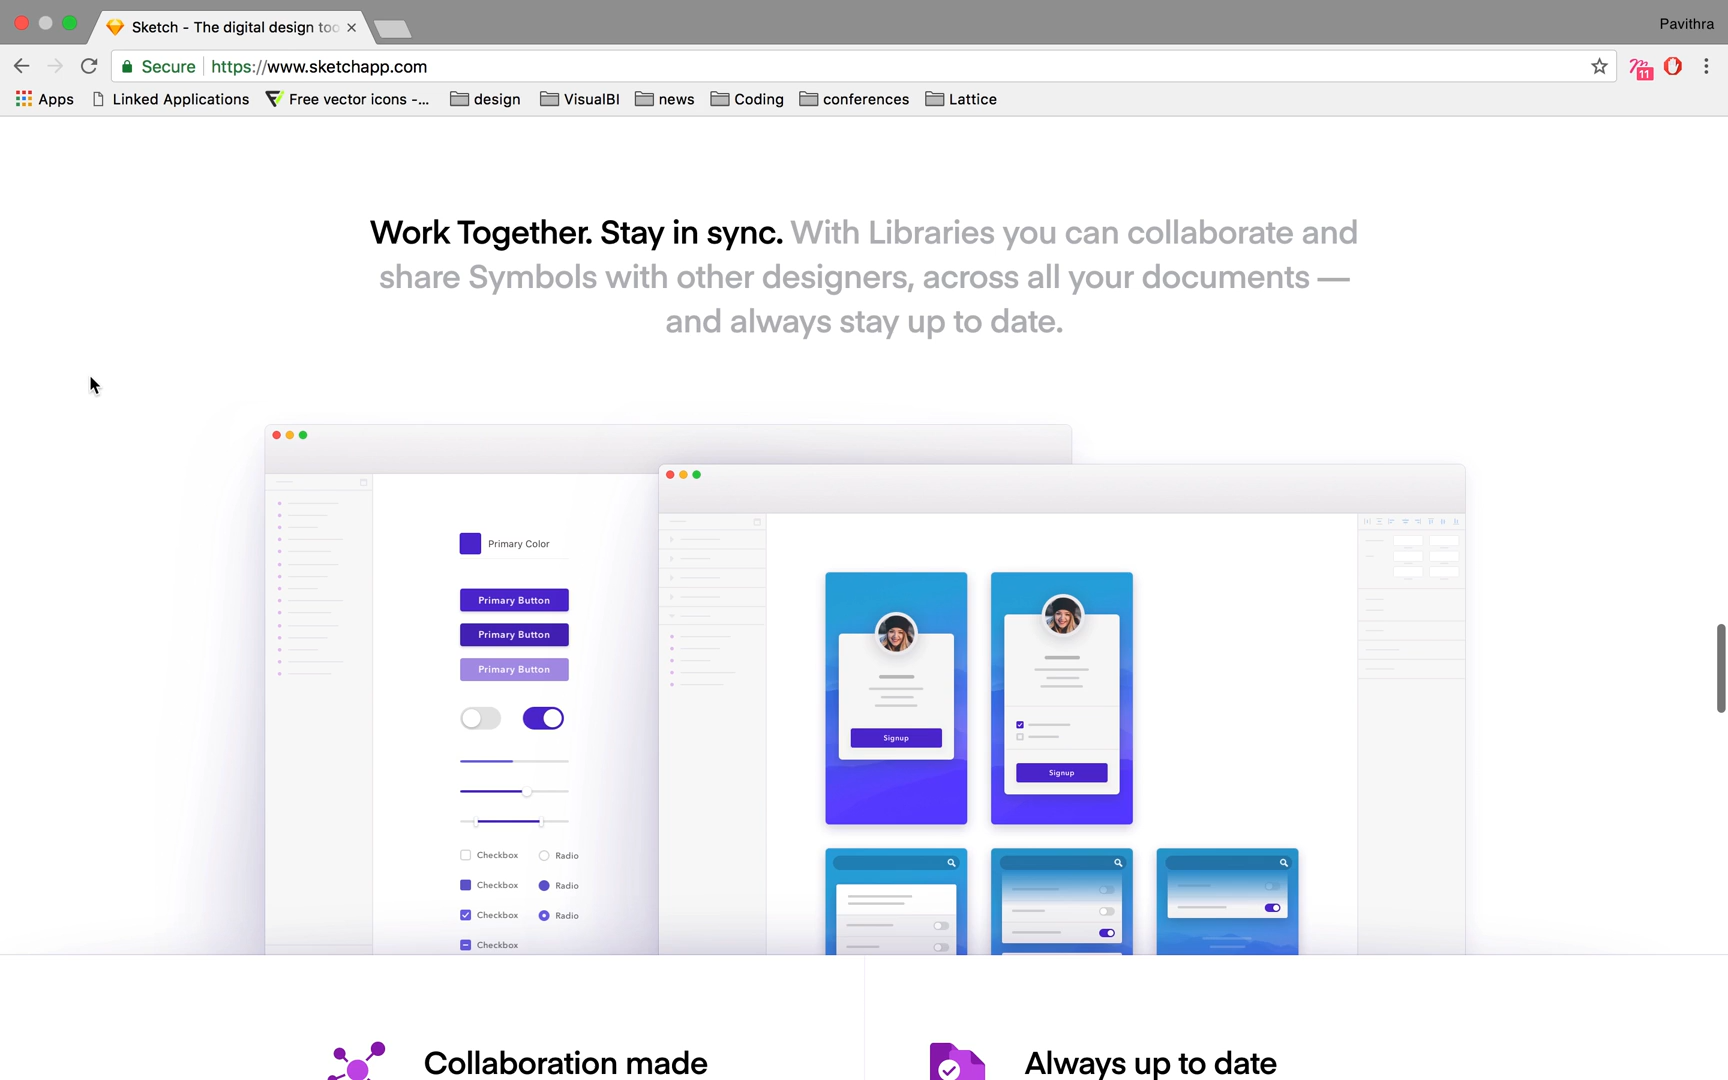 Sketch - The digital design too
Pavithra
Secure
https://www.sketchapp.com
11
Apps
Linked Applications
Free vector icons -...
design
VisualBI
news
Coding
conferences
Lattice
Work Together. Stay in sync. With Libraries you can collaborate and
share Symbols with other designers, across all your documents —
and always stay up to date.
Primary Color
Primary Button
Primary Button
Primary Button
Signup
Signup
Checkbox
Radio
Checkbox
Radio
Checkbox
Radio
Checkbox
Collaboration made
Always up to date